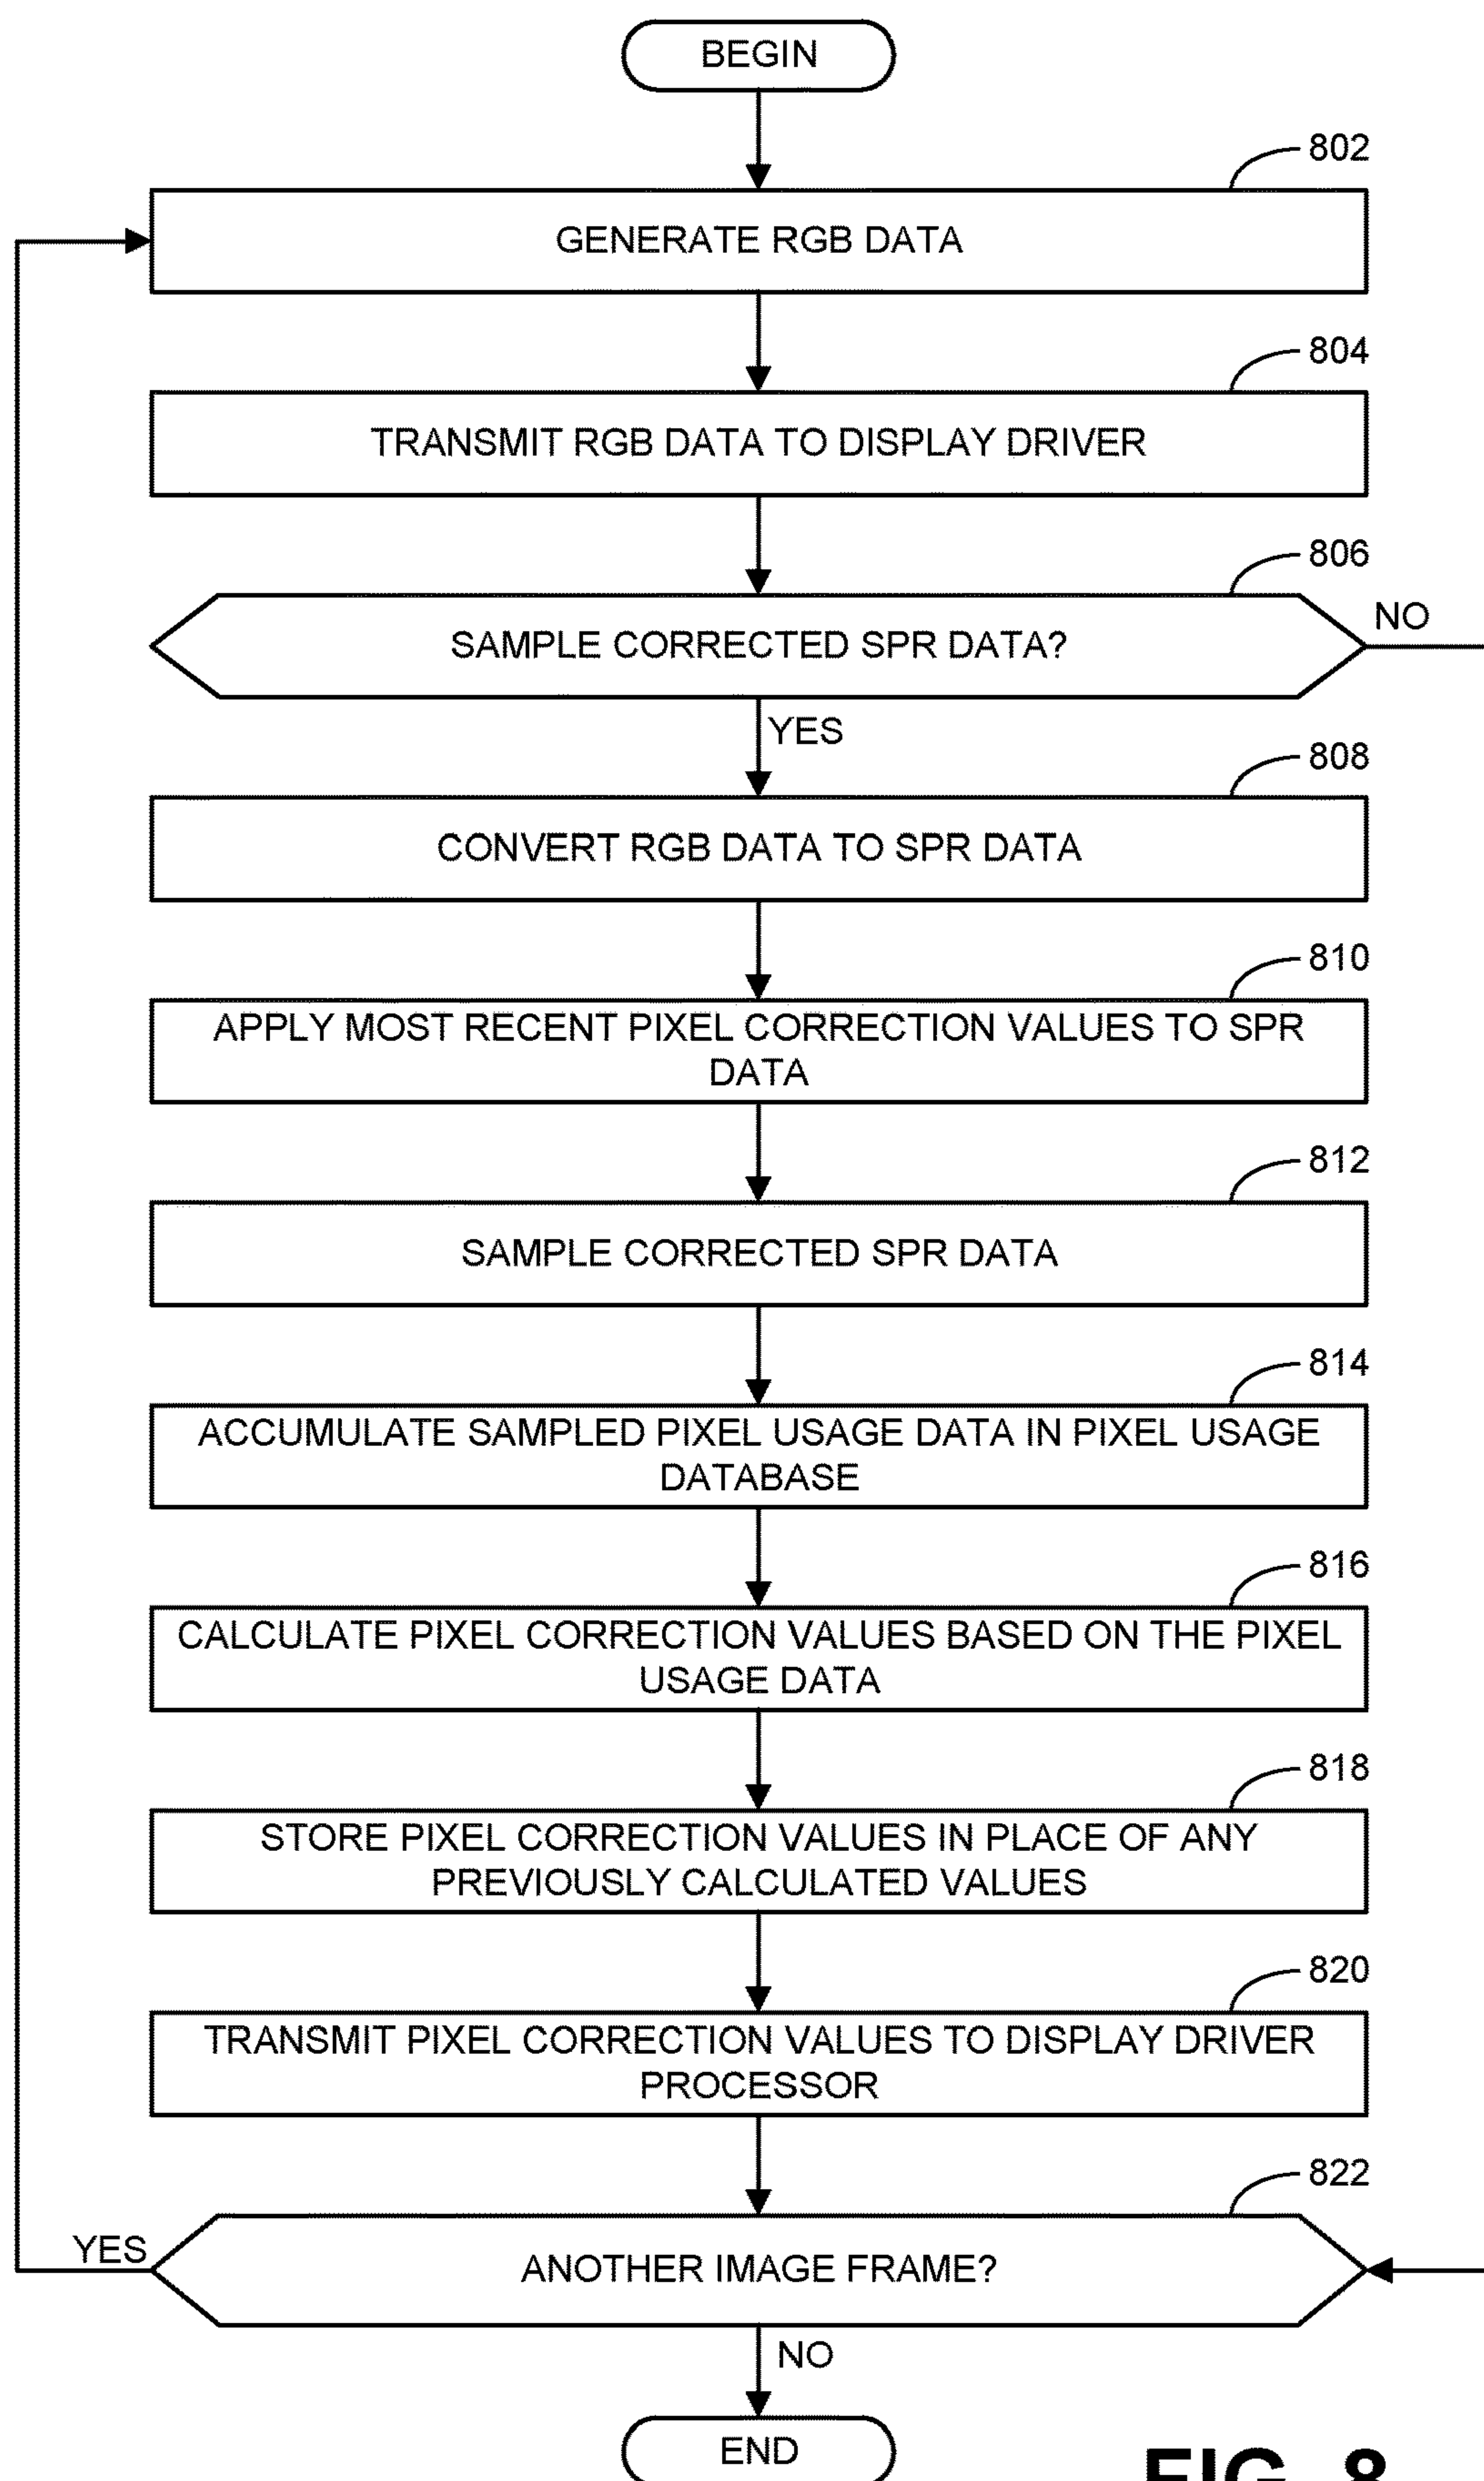 BEGIN
802
GENERATE RGB DATA
804
TRANSMIT RGB DATA TO DISPLAY DRIVER
806
SAMPLE CORRECTED SPR DATA?
NO
YES
808
CONVERT RGB DATA TO SPR DATA
810
APPLY MOST RECENT PIXEL CORRECTION VALUES TO SPR
DATA
812
SAMPLE CORRECTED SPR DATA
814
ACCUMULATE SAMPLED PIXEL USAGE DATA IN PIXEL USAGE
DATABASE
816
CALCULATE PIXEL CORRECTION VALUES BASED ON THE PIXEL
USAGE DATA
818
STORE PIXEL CORRECTION VALUES IN PLACE OF ANY
PREVIOUSLY CALCULATED VALUES
820
TRANSMIT PIXEL CORRECTION VALUES TO DISPLAY DRIVER
PROCESSOR
822
YES
ANOTHER IMAGE FRAME?
NO
END
FIG. 8